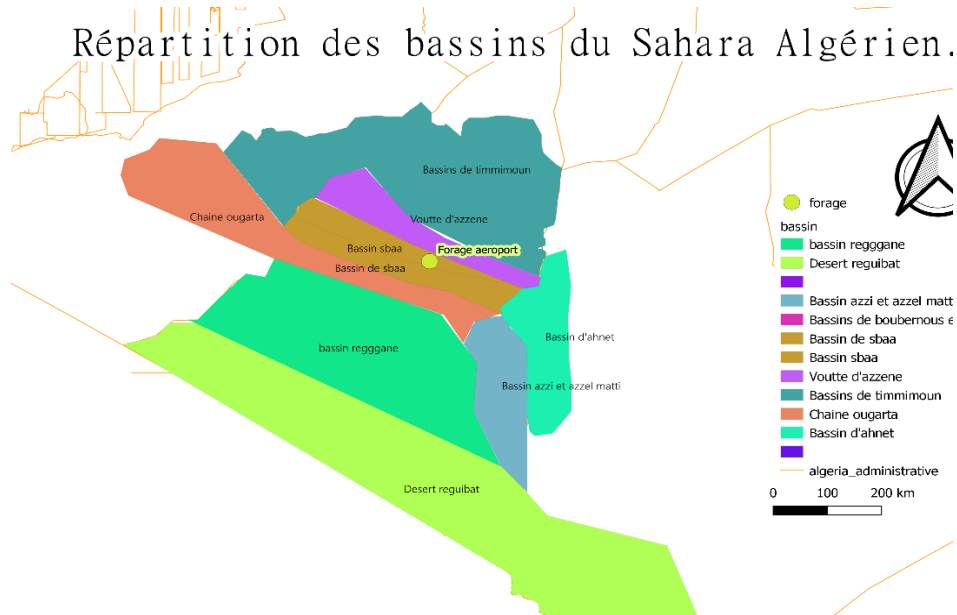 Répartition des bassins du Sahara Algérien.
Bassins de timmimoun
Chaine ougarta
Voutte d'azzene
Bassin sbaa
Forage aeroport
Bassin de sbaa
bassin regggane
Bassin d'ahnet
Bassin azzi et azzel matti
Desert reguibat
forage
bassin
bassin regggane
Desert reguibat
Bassin azzi et azzel matt
Bassins de boubernous e
Bassin de sbaa
Bassin sbaa
Voutte d'azzene
Bassins de timmimoun
Chaine ougarta
Bassin d'ahnet
algeria_administrative
0 100 200 km